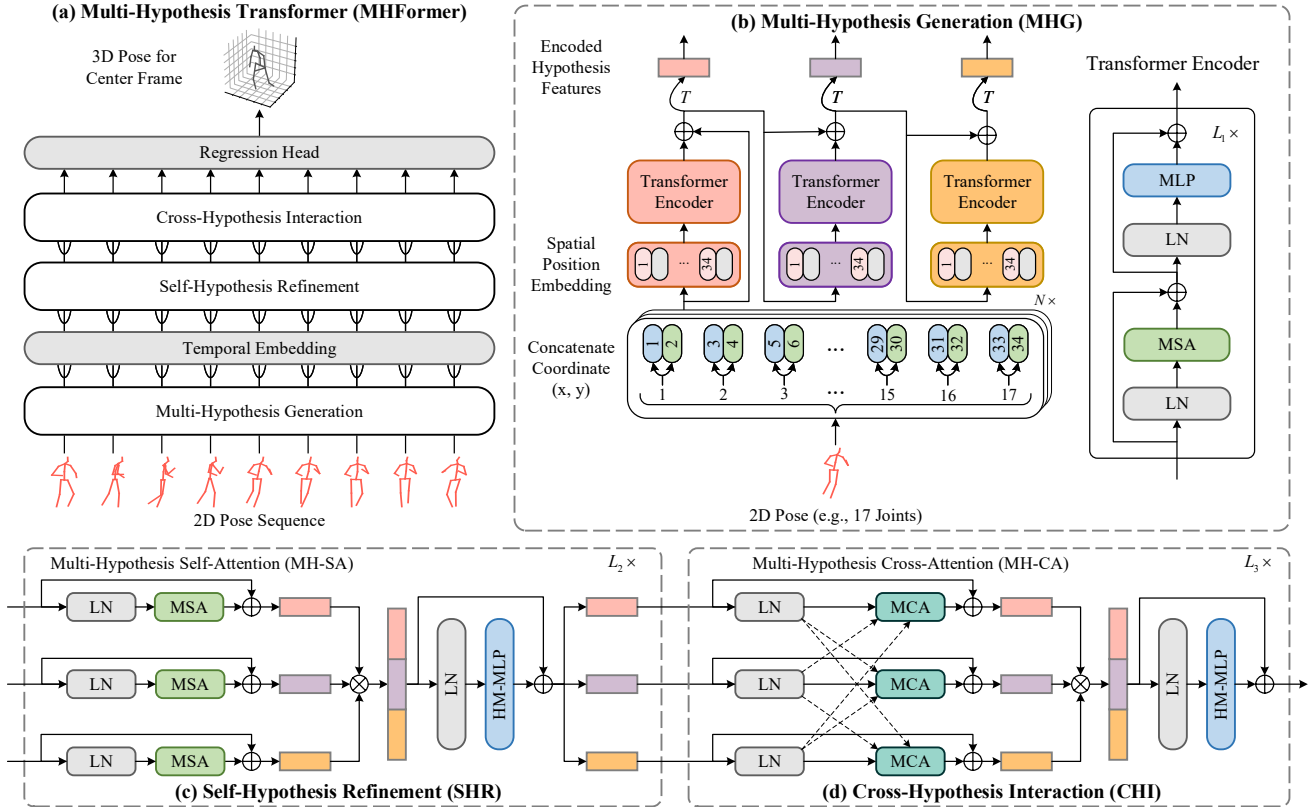 (a) Multi-Hypothesis Transformer (MHFormer)
3D Pose for
Center Frame
Regression Head
Cross-Hypothesis Interaction
Self-Hypothesis Refinement
Temporal Embedding
Multi-Hypothesis Generation
2D Pose Sequence
(b) Multi-Hypothesis Generation (MHG)
Encoded
Hypothesis
Features
T
T
T
Transformer
Encoder
Transformer
Encoder
Transformer
Encoder
Spatial
Position
Embedding
1 ... 34
1 ... 34
1 ... 34
N ×
Concatenate
Coordinate
(x, y)
1 2 3 4 5 6 ... 29 30 31 32 33 34
1 2 3 ... 15 16 17
2D Pose (e.g., 17 Joints)
Transformer Encoder
L1 ×
MLP
LN
MSA
LN
Multi-Hypothesis Self-Attention (MH-SA)
L2 ×
LN MSA
LN MSA
LN MSA
LN
HM-MLP
(c) Self-Hypothesis Refinement (SHR)
Multi-Hypothesis Cross-Attention (MH-CA)
L3 ×
LN MCA
LN MCA
LN MCA
LN
HM-MLP
(d) Cross-Hypothesis Interaction (CHI)